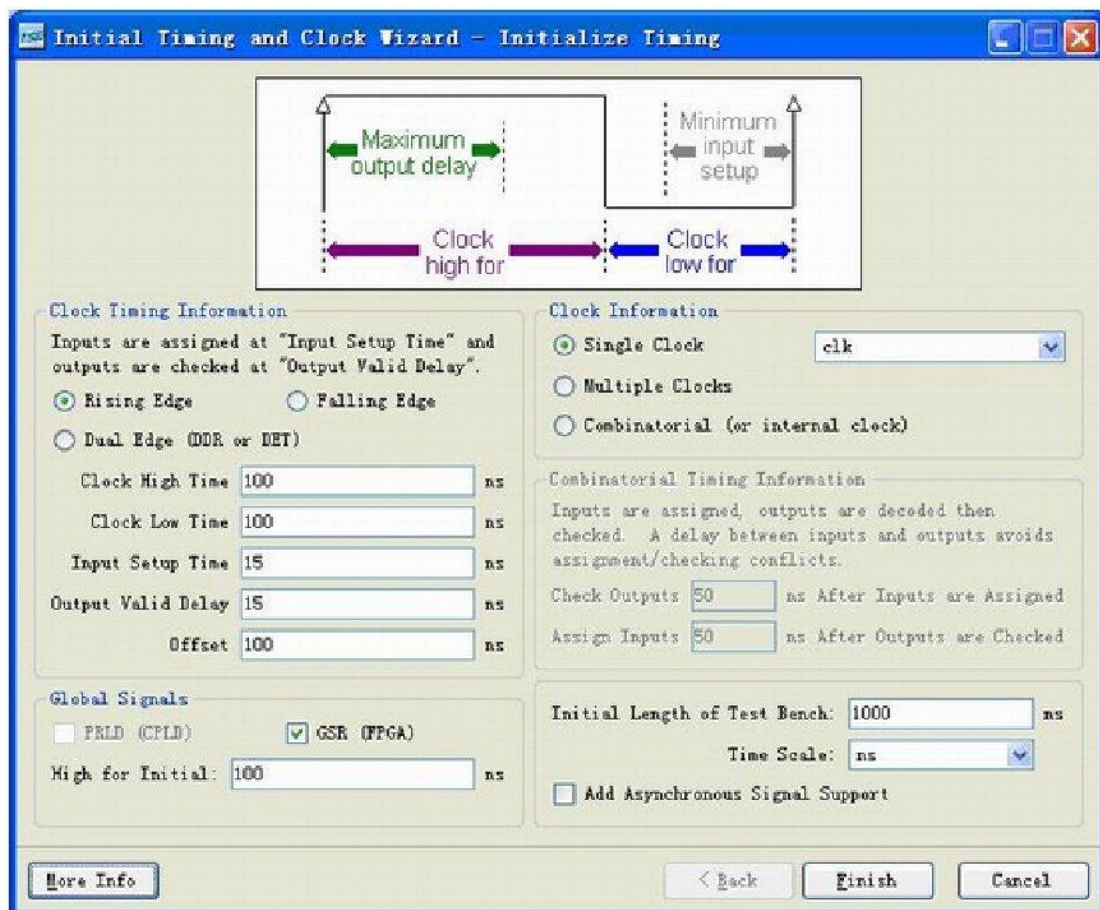 ISE Initial Timing and Clock Wizard - Initialize Timing
Maximum
output delay
Minimum
input
setup
Clock
high for
Clock
low for
Clock Timing Information
Inputs are assigned at "Input Setup Time" and
outputs are checked at "Output Valid Delay".
Rising Edge Falling Edge
Dual Edge (DDR or DET)
Clock High Time 100 ns
Clock Low Time 100 ns
Input Setup Time 15 ns
Output Valid Delay 15 ns
Offset 100 ns
Global Signals
PRLD (CPLD) GSR (FPGA)
High for Initial: 100 ns
Clock Information
Single Clock clk
Multiple Clocks
Combinatorial (or internal clock)
Combinatorial Timing Information
Inputs are assigned, outputs are decoded then
checked. A delay between inputs and outputs avoids
assignment/checking conflicts.
Check Outputs 50 ns After Inputs are Assigned
Assign Inputs 50 ns After Outputs are Checked
Initial Length of Test Bench: 1000 ns
Time Scale: ns
Add Asynchronous Signal Support
More Info < Back Finish Cancel